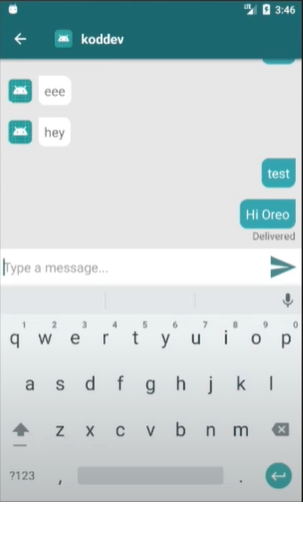 3:46
koddev
eee
hey
test
Hi Oreo
Delivered
Type a message...
1 2 3 4 5 6 7 8 9 0
q w e r t y u i o p
a s d f g h j k l
z x c v b n m
?123 , .